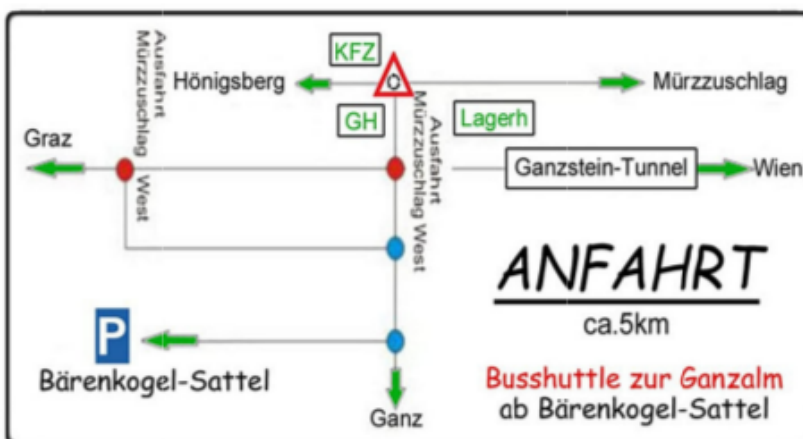 KFZ
Hönigsberg
Mürzzuschlag
GH
Lagerh
Ausfahrt
Mürzzuschlag West
Ausfahrt
Mürzzuschlag West
Graz
Ganzstein-Tunnel
Wien
ANFAHRT
ca.5km
P
Bärenkogel-Sattel
Ganz
Busshuttle zur Ganzalm
ab Bärenkogel-Sattel